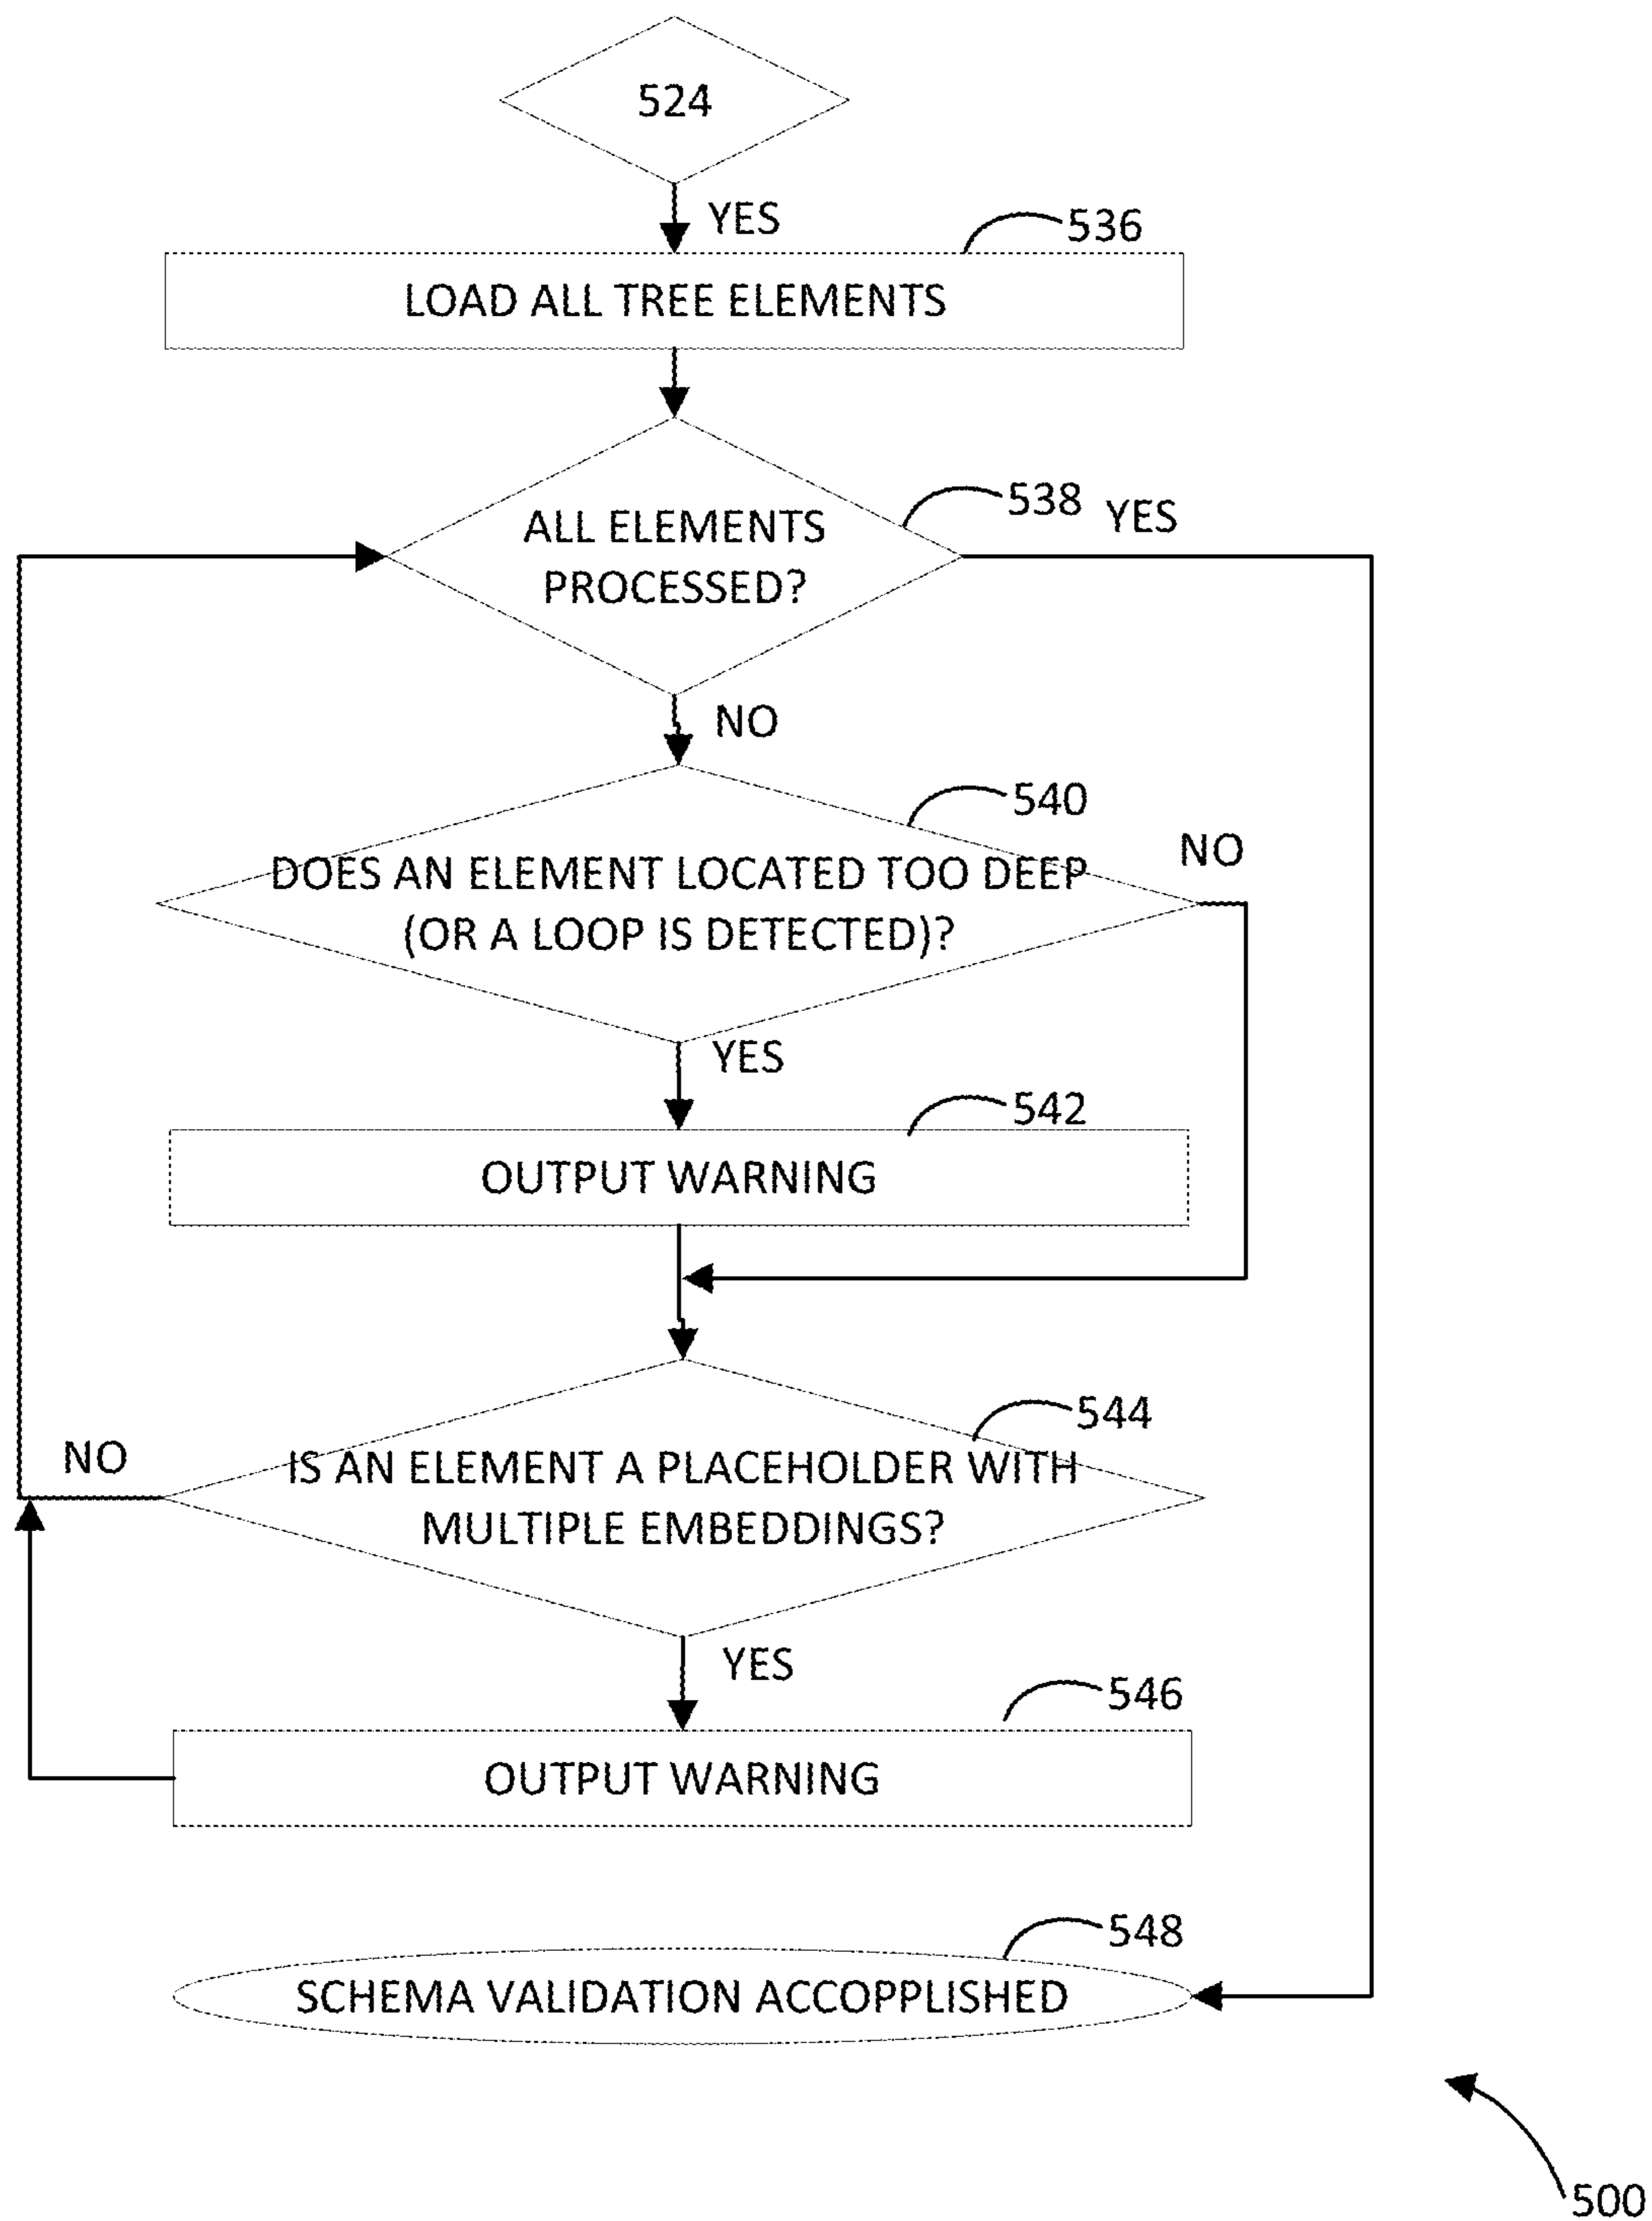 524
YES
536
LOAD ALL TREE ELEMENTS
538
YES
ALL ELEMENTS
PROCESSED?
NO
540
NO
DOES AN ELEMENT LOCATED TOO DEEP
(OR A LOOP IS DETECTED)?
YES
542
OUTPUT WARNING
544
NO
IS AN ELEMENT A PLACEHOLDER WITH
MULTIPLE EMBEDDINGS?
YES
546
OUTPUT WARNING
548
SCHEMA VALIDATION ACCOPPLISHED
500